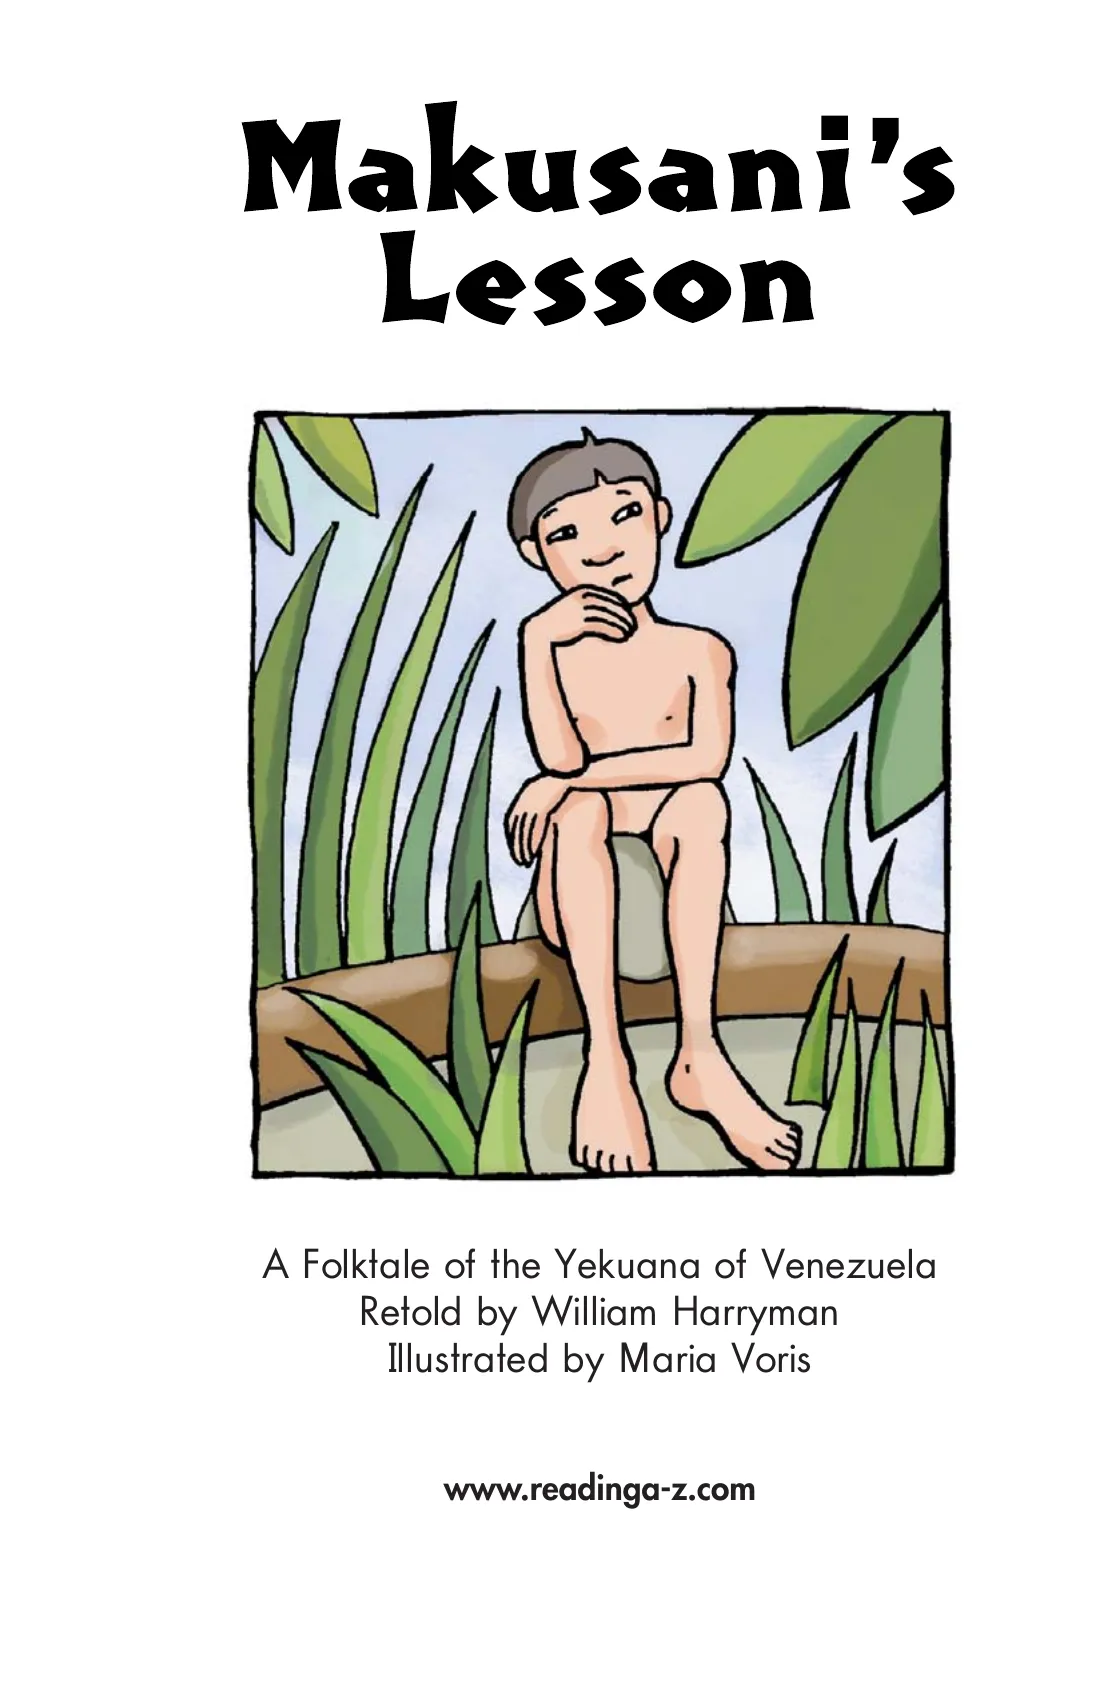 Makusani’s
Lesson
A Folktale of the Yekuana of Venezuela
Retold by William Harryman
Illustrated by Maria Voris
www.readinga-z.com